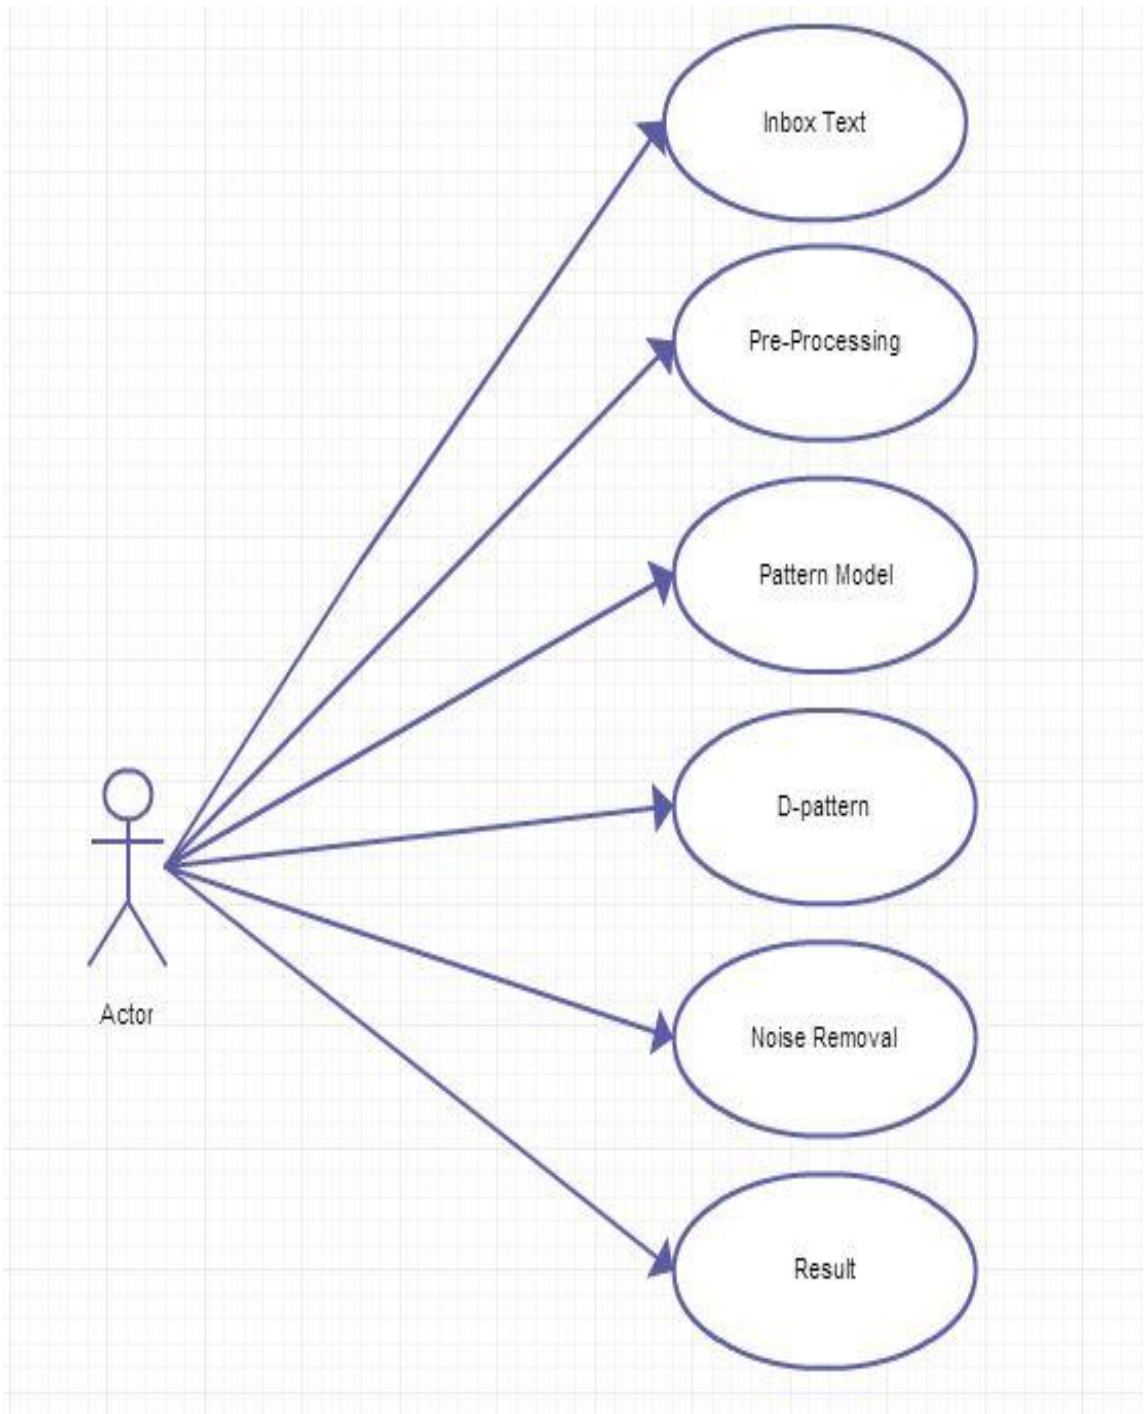 Inbox Text
Pre-Processing
Pattern Model
D-pattern
Noise Removal
Actor
Result